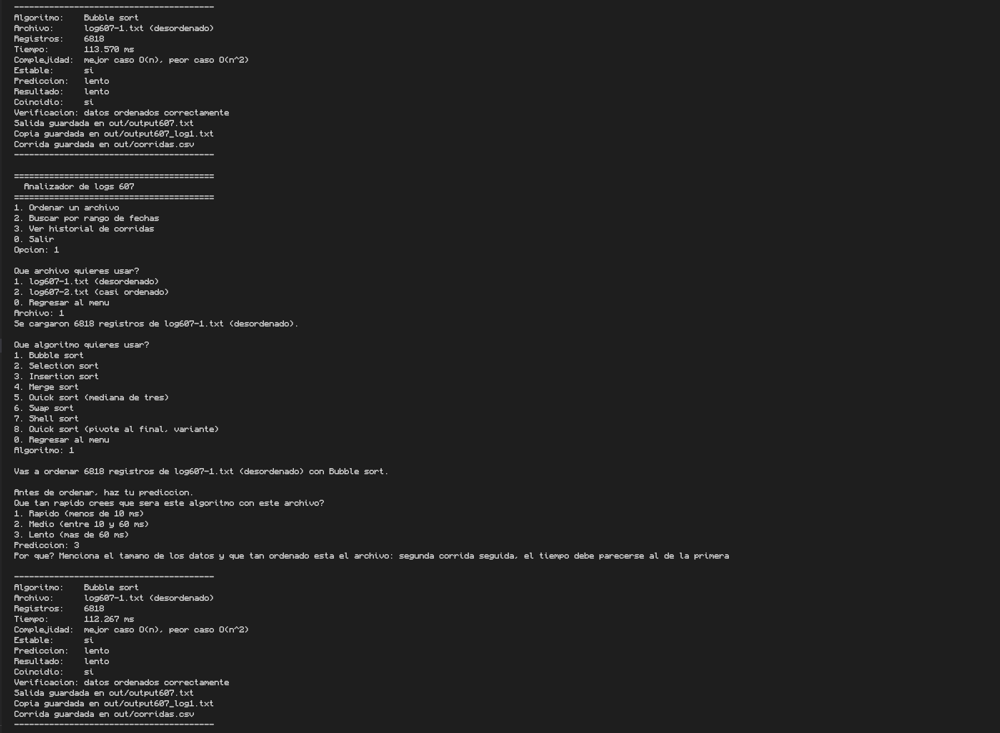 ----------------------------------------
Algoritmo:    Bubble sort
Archivo:      log607-1.txt (desordenado)
Registros:    6818
Tiempo:       113.570 ms
Complejidad:  mejor caso O(n), peor caso O(n^2)
Estable:      si
Prediccion:   lento
Resultado:    lento
Coincidio:    si
Verificacion: datos ordenados correctamente
Salida guardada en out/output607.txt
Copia guardada en out/output607_log1.txt
Corrida guardada en out/corridas.csv
----------------------------------------

========================================
  Analizador de logs 607
========================================
1. Ordenar un archivo
2. Buscar por rango de fechas
3. Ver historial de corridas
0. Salir
Opcion: 1

Que archivo quieres usar?
1. log607-1.txt (desordenado)
2. log607-2.txt (casi ordenado)
0. Regresar al menu
Archivo: 1
Se cargaron 6818 registros de log607-1.txt (desordenado).

Que algoritmo quieres usar?
1. Bubble sort
2. Selection sort
3. Insertion sort
4. Merge sort
5. Quick sort (mediana de tres)
6. Swap sort
7. Shell sort
8. Quick sort (pivote al final, variante)
0. Regresar al menu
Algoritmo: 1

Vas a ordenar 6818 registros de log607-1.txt (desordenado) con Bubble sort.

Antes de ordenar, haz tu prediccion.
Que tan rapido crees que sera este algoritmo con este archivo?
1. Rapido (menos de 10 ms)
2. Medio (entre 10 y 60 ms)
3. Lento (mas de 60 ms)
Prediccion: 3
Por que? Menciona el tamano de los datos y que tan ordenado esta el archivo: segunda corrida seguida, el tiempo debe parecerse al de la primera

----------------------------------------
Algoritmo:    Bubble sort
Archivo:      log607-1.txt (desordenado)
Registros:    6818
Tiempo:       112.267 ms
Complejidad:  mejor caso O(n), peor caso O(n^2)
Estable:      si
Prediccion:   lento
Resultado:    lento
Coincidio:    si
Verificacion: datos ordenados correctamente
Salida guardada en out/output607.txt
Copia guardada en out/output607_log1.txt
Corrida guardada en out/corridas.csv
----------------------------------------